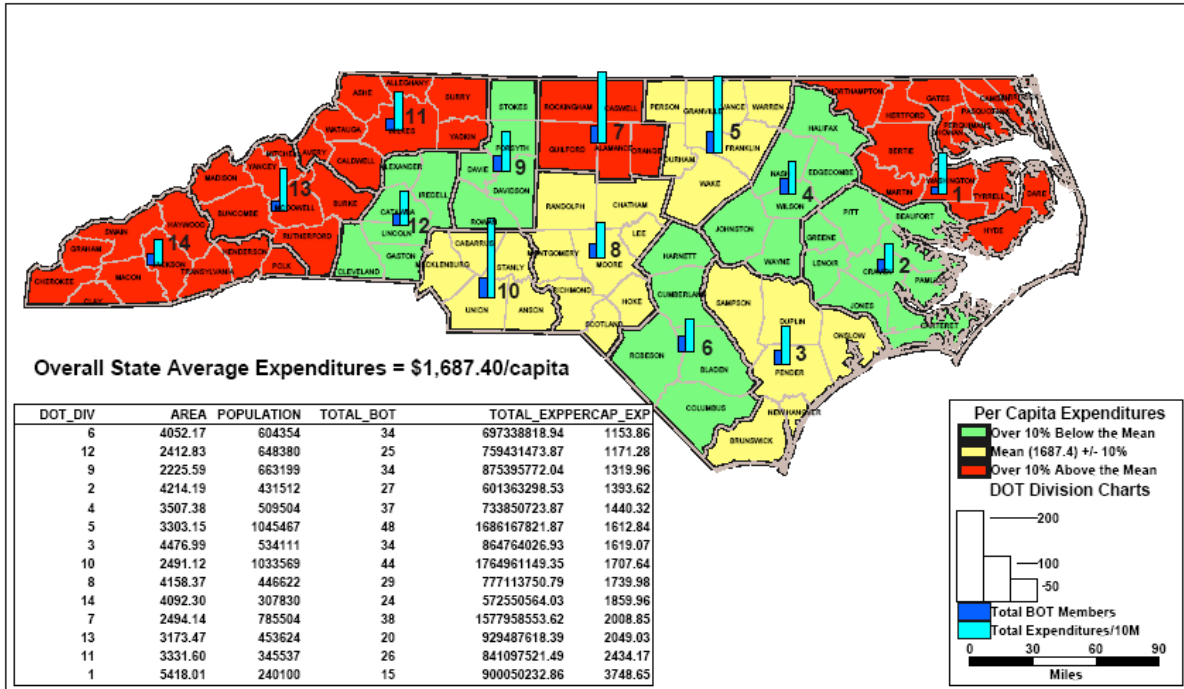 ALLEGHANY
ASHE
SURRY
WATAUGA
WILKES
11
YADKIN
STOKES
FORSYTH
9
DAVIE
DAVIDSON
ROWAN
ROCKINGHAM
CASWELL
GUILFORD
ALAMANCE
ORANGE
7
PERSON
GRANVILLE
VANCE
WARREN
5
FRANKLIN
DURHAM
WAKE
HALIFAX
NASH
EDGECOMBE
4
WILSON
JOHNSTON
WAYNE
NORTHAMPTON
GATES
HERTFORD
PASQUOTANK
PERQUIMANS
CHOWAN
BERTIE
WASHINGTON
1
MARTIN
TYRRELL
DARE
HYDE
MITCHELL
AVERY
YANCEY
CALDWELL
MADISON
13
MCDOWELL
BURKE
BUNCOMBE
RUTHERFORD
HENDERSON
POLK
ALEXANDER
IREDELL
CATAWBA
12
LINCOLN
GASTON
CLEVELAND
HAYWOOD
SWAIN
14
GRAHAM
JACKSON
MACON
TRANSYLVANIA
CHEROKEE
CLAY
CABARRUS
MECKLENBURG
STANLY
10
UNION
ANSON
RANDOLPH
CHATHAM
LEE
MONTGOMERY
8
MOORE
RICHMOND
HOKE
SCOTLAND
HARNETT
CUMBERLAND
6
ROBESON
BLADEN
COLUMBUS
SAMPSON
DUPLIN
ONSLOW
3
PENDER
NEW HANOVER
BRUNSWICK
PITT
BEAUFORT
GREENE
LENOIR
CRAVEN
2
PAMLICO
JONES
CARTERET
Overall State Average Expenditures = $1,687.40/capita
DOT_DIV AREA POPULATION TOTAL_BOT TOTAL_EXPPERCAP_EXP
6 4052.17 604354 34 697338818.94 1153.86
12 2412.83 648380 25 759431473.87 1171.28
9 2225.59 663199 34 875395772.04 1319.96
2 4214.19 431512 27 601363298.53 1393.62
4 3507.38 509504 37 733850723.87 1440.32
5 3303.15 1045467 48 1686167821.87 1612.84
3 4476.99 534111 34 864764026.93 1619.07
10 2491.12 1033569 44 1764961149.35 1707.64
8 4158.37 446622 29 777113750.79 1739.98
14 4092.30 307830 24 572550564.03 1859.96
7 2494.14 785504 38 1577958553.62 2008.85
13 3173.47 453624 20 929487618.39 2049.03
11 3331.60 345537 26 841097521.49 2434.17
1 5418.01 240100 15 900050232.86 3748.65
Per Capita Expenditures
Over 10% Below the Mean
Mean (1687.4) +/- 10%
Over 10% Above the Mean
DOT Division Charts
200
100
50
Total BOT Members
Total Expenditures/10M
0 30 60 90
Miles